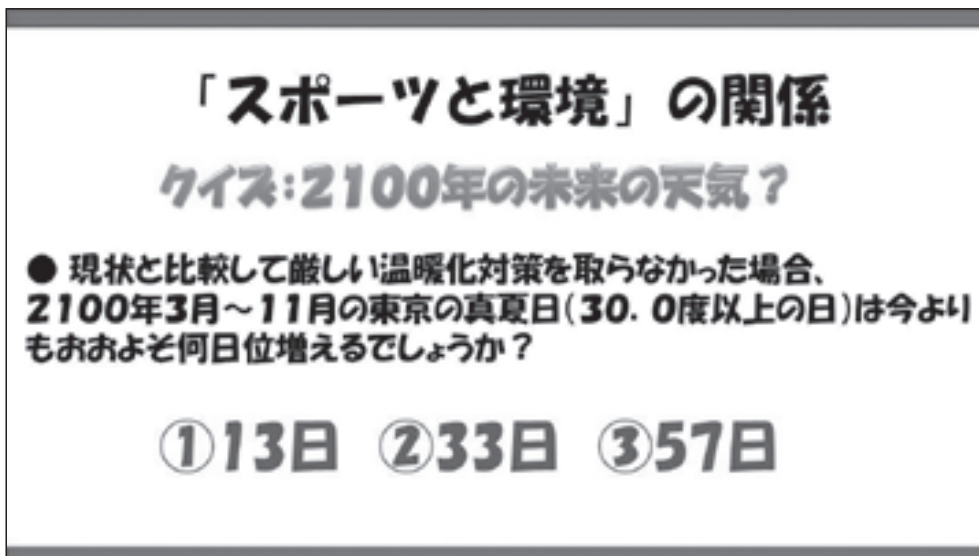 「スポーツと環境」の関係
クイズ：2100年の未来の天気？
● 現状と比較して厳しい温暖化対策を取らなかった場合、
2100年3月～11月の東京の真夏日（30．0度以上の日）は今より
もおおよそ何日位増えるでしょうか？
①13日 ②33日 ③57日